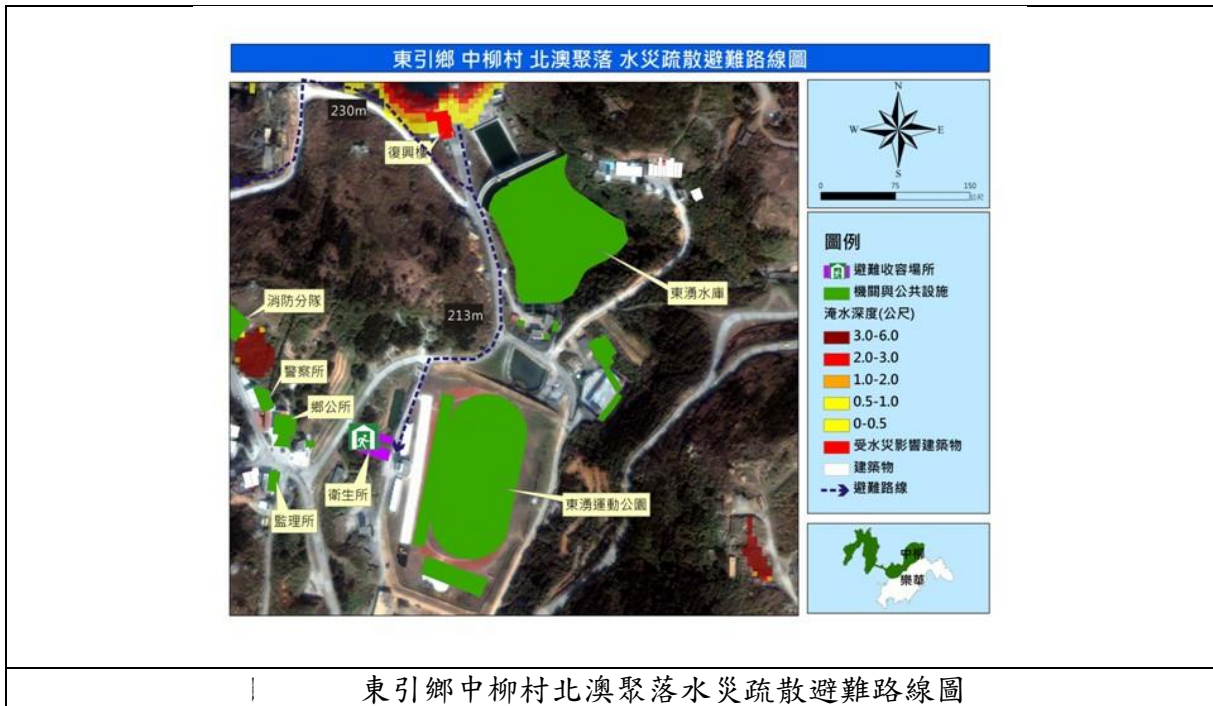 東引鄉 中柳村 北澳聚落 水災疏散避難路線圖
230m
復興樓
東湧水庫
消防分隊
213m
警察所
鄉公所
衛生所
監理所
東湧運動公園
N
W
E
S
0 75 150
公尺
圖例
避難收容場所
機關與公共設施
淹水深度(公尺)
3.0-6.0
2.0-3.0
1.0-2.0
0.5-1.0
0-0.5
受水災影響建築物
建築物
避難路線
中柳
樂華
東引鄉中柳村北澳聚落水災疏散避難路線圖